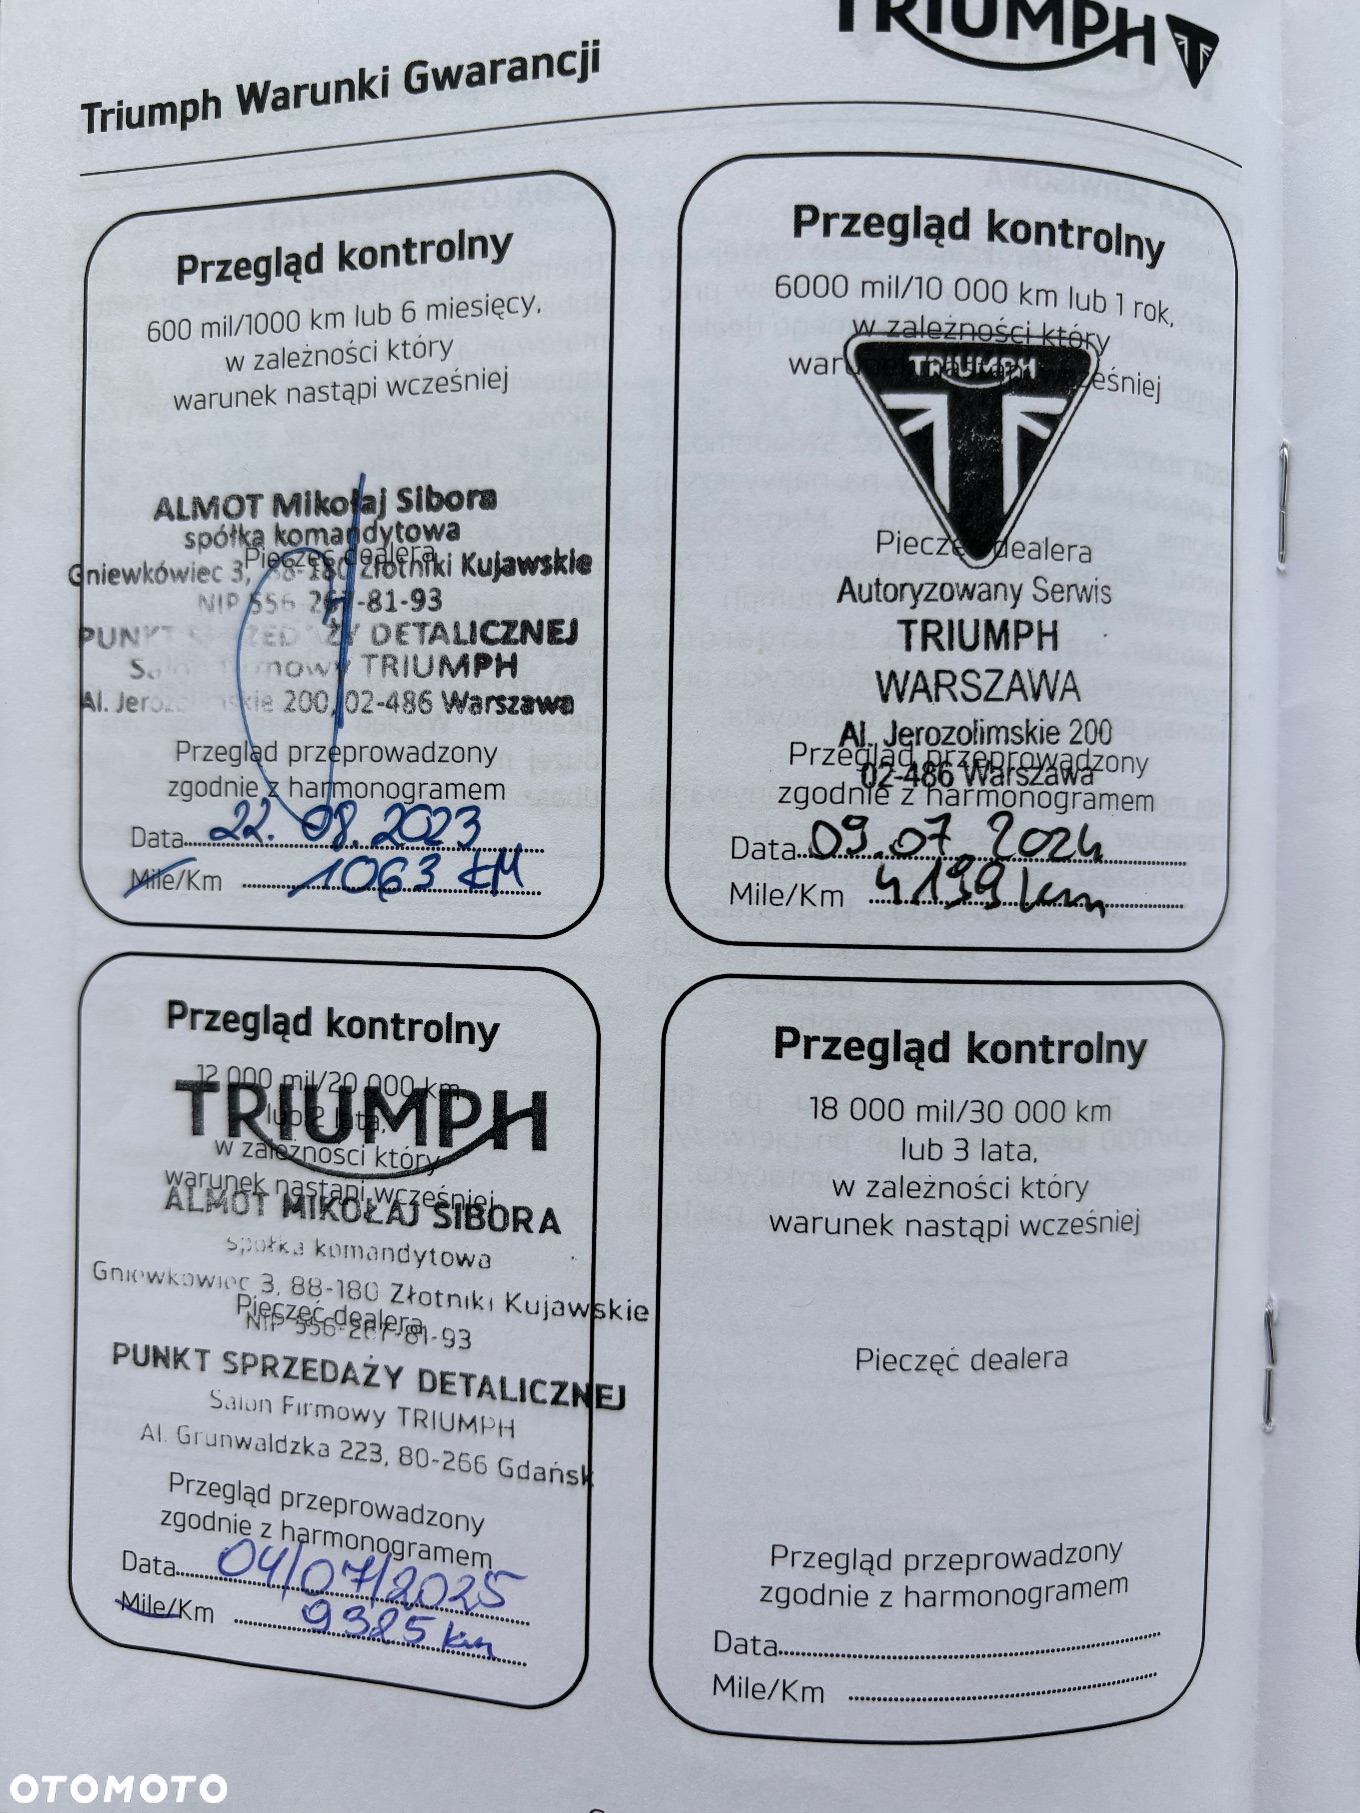 TRIUMPH
Triumph Warunki Gwarancji
Przegląd kontrolny
600 mil/1000 km lub 6 miesięcy,
w zależności który
warunek nastąpi wcześniej
ALMOT Mikołaj Sibora
spółka komandytowa
Pieczęć dealera
Gniewkówiec 3, 88-180 Złotniki Kujawskie
NIP 556 267-81-93
PUNKT SPRZEDAŻY DETALICZNEJ
Salon Firmowy TRIUMPH
Al. Jerozolimskie 200, 02-486 Warszawa
Przegląd przeprowadzony
zgodnie z harmonogramem
Data 22.08.2023
Mile/Km 1063 KM
Przegląd kontrolny
6000 mil/10 000 km lub 1 rok,
w zależności który
warunek nastąpi wcześniej
TRIUMPH
Pieczęć dealera
Autoryzowany Serwis
TRIUMPH
WARSZAWA
Al. Jerozolimskie 200
Przegląd przeprowadzony
02-486 Warszawa
zgodnie z harmonogramem
Data 09.07.2024
Mile/Km 4199 km
Przegląd kontrolny
12 000 mil/20 000 km
TRIUMPH
lub 2 lata,
w zależności który
warunek nastąpi wcześniej
ALMOT MIKOŁAJ SIBORA
spółka komandytowa
Gniewkowiec 3, 88-180 Złotniki Kujawskie
Pieczęć dealera
NIP 556-267-81-93
PUNKT SPRZEDAŻY DETALICZNEJ
Salon Firmowy TRIUMPH
Al. Grunwaldzka 223, 80-266 Gdańsk
Przegląd przeprowadzony
zgodnie z harmonogramem
Data 04/07/2025
Mile/Km 9385 km
Przegląd kontrolny
18 000 mil/30 000 km
lub 3 lata,
w zależności który
warunek nastąpi wcześniej
Pieczęć dealera
Przegląd przeprowadzony
zgodnie z harmonogramem
Data
Mile/Km
OTOMOTO